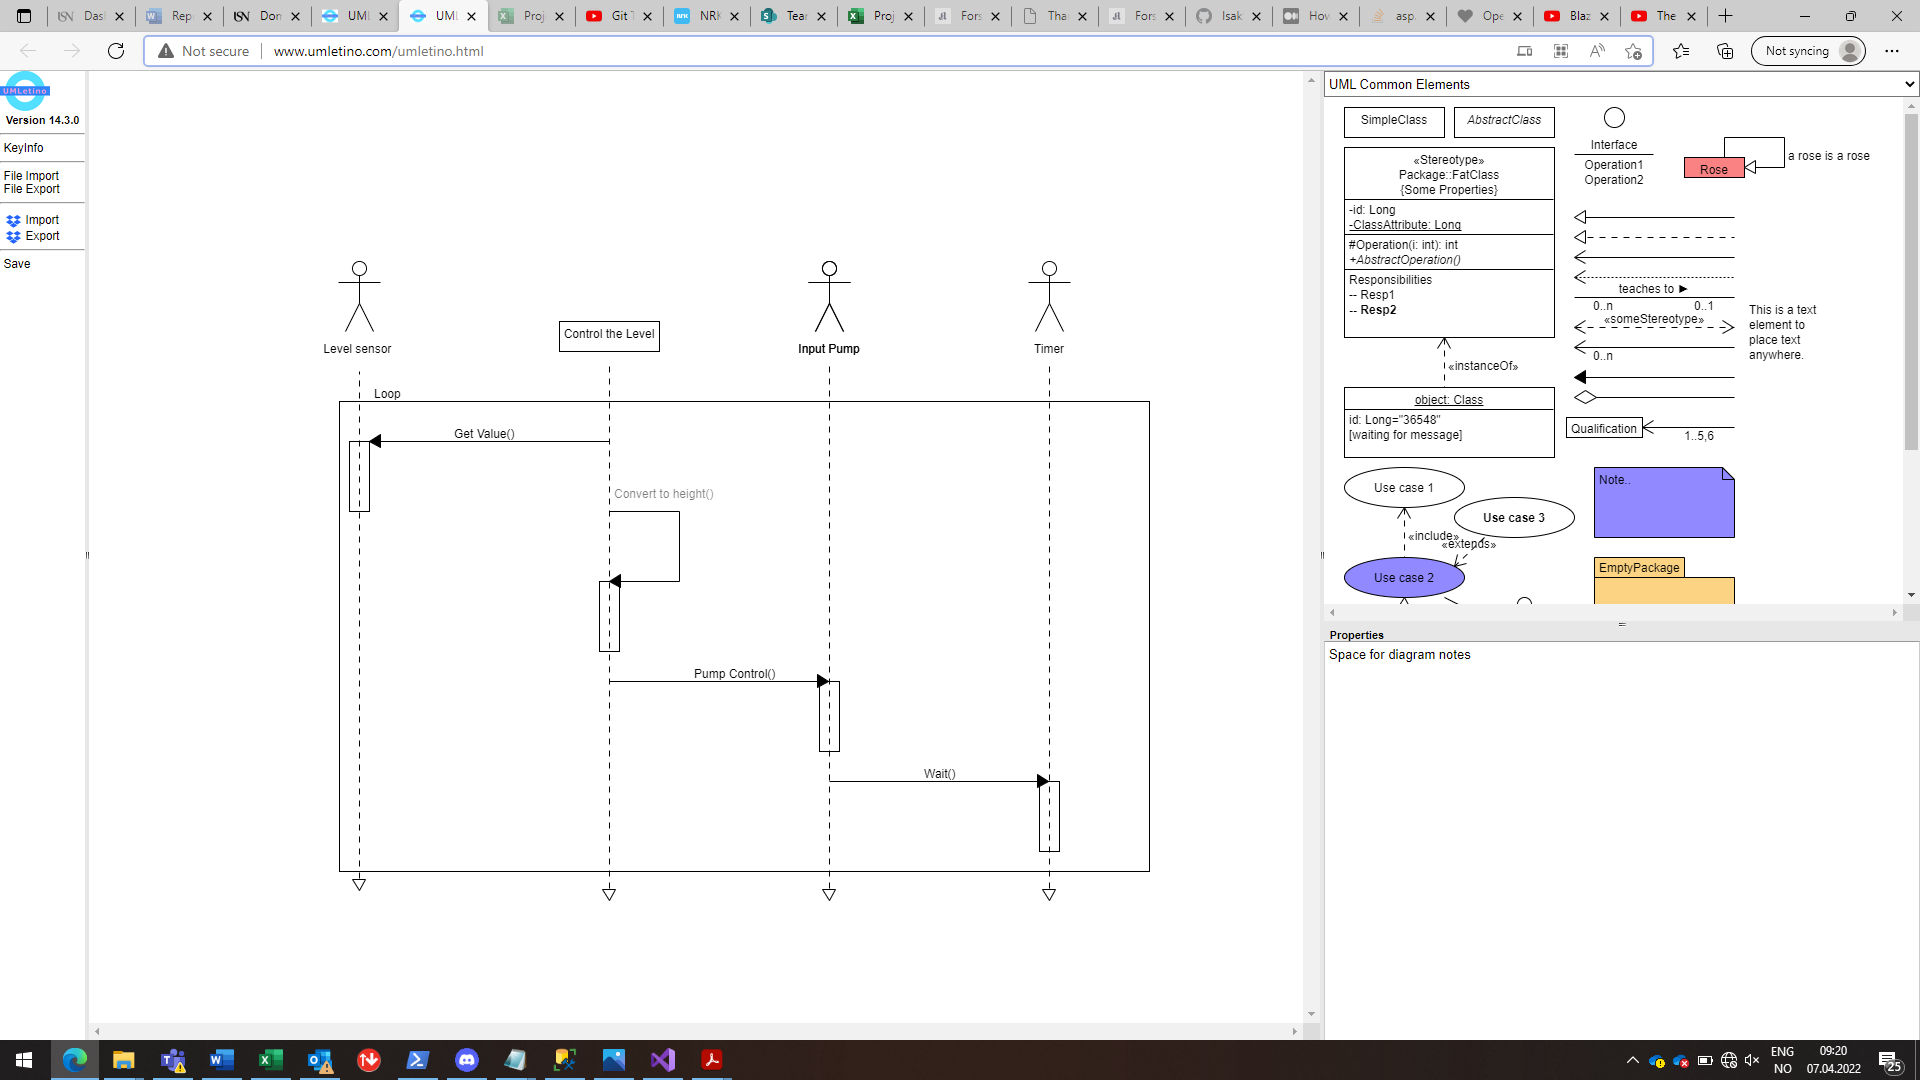 Das
Rep
Don
UML
UML
Proj
Git T
NRK
Tear
Proj
Fors
Tha
Fors
Isak
How
asp.
Ope
Blaz
The
Not secure
www.umletino.com/umletino.html
Not syncing
UMLetino
Version 14.3.0
KeyInfo
File Import
File Export
Import
Export
Save
Level sensor
Control the Level
Input Pump
Timer
Loop
Get Value()
Convert to height()
Pump Control()
Wait()
UML Common Elements
SimpleClass
AbstractClass
«Stereotype»
Package::FatClass
{Some Properties}
-id: Long
-ClassAttribute: Long
#Operation(i: int): int
+AbstractOperation()
Responsibilities
-- Resp1
-- Resp2
«instanceOf»
object: Class
id: Long="36548"
[waiting for message]
Interface
Operation1
Operation2
Rose
a rose is a rose
teaches to ►
0..n 0..1
«someStereotype»
0..n
This is a text
element to
place text
anywhere.
Qualification
1..5,6
Use case 1
Use case 3
«include»
«extends»
Use case 2
Note..
EmptyPackage
Properties
Space for diagram notes
ENG
NO
09:20
07.04.2022
25